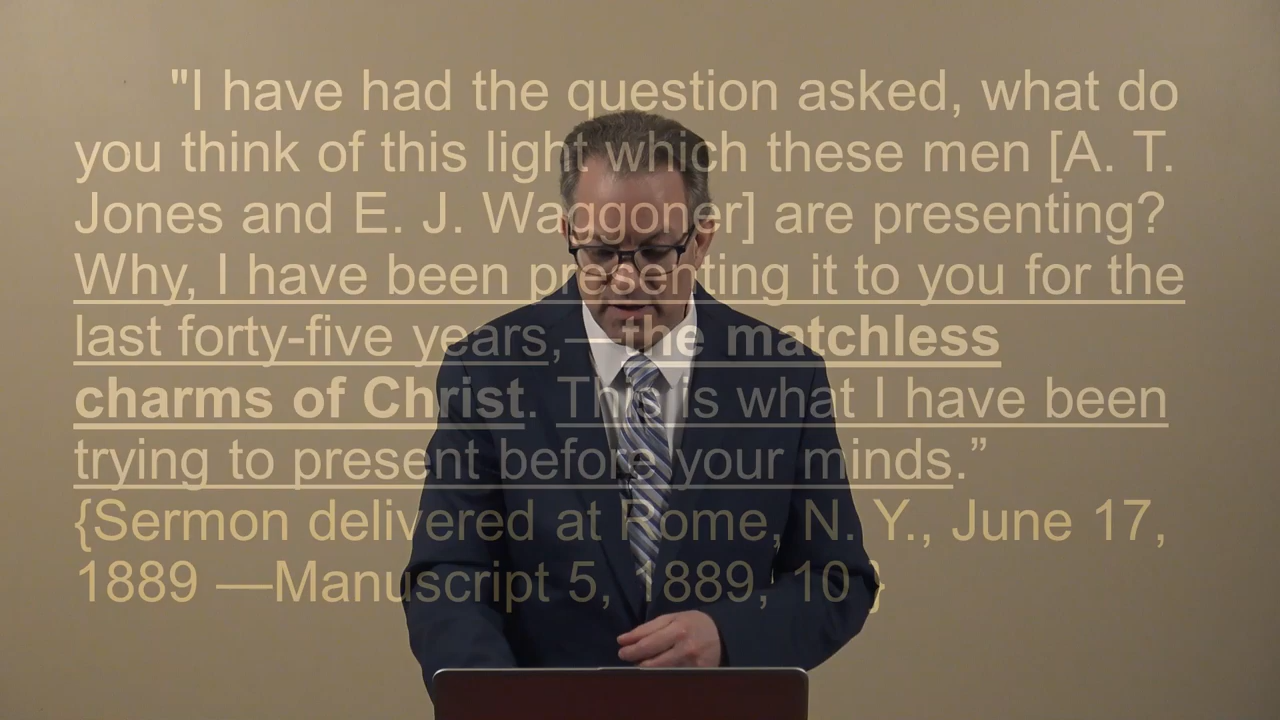 "I have had the question asked, what do
you think of this light which these men [A. T.
Jones and E. J. Waggoner] are presenting?
Why, I have been presenting it to you for the
last forty-five years,—the matchless
charms of Christ. This is what I have been
trying to present before your minds.”
{Sermon delivered at Rome, N. Y., June 17,
1889 —Manuscript 5, 1889, 10 }